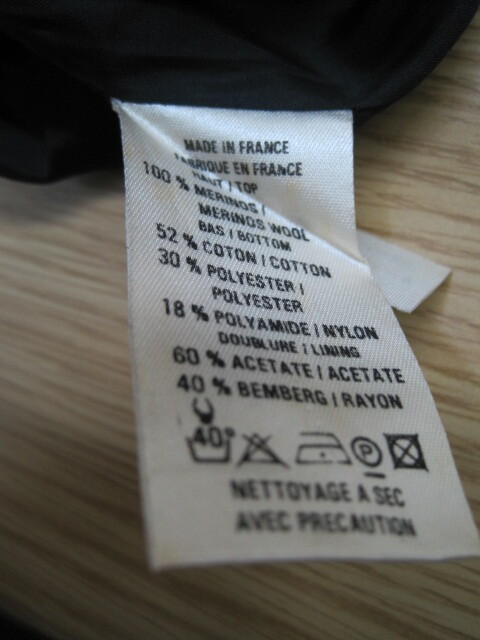 MADE IN FRANCE
FABRIQUE EN FRANCE
HAUT / TOP
100 % MERINOS /
MERINOS WOOL
BAS / BOTTOM
52 % COTON / COTTON
30 % POLYESTER /
POLYESTER
18 % POLYAMIDE / NYLON
DOUBLURE / LINING
60 % ACETATE / ACETATE
40 % BEMBERG / RAYON
40° P
NETTOYAGE A SEC
AVEC PRECAUTION